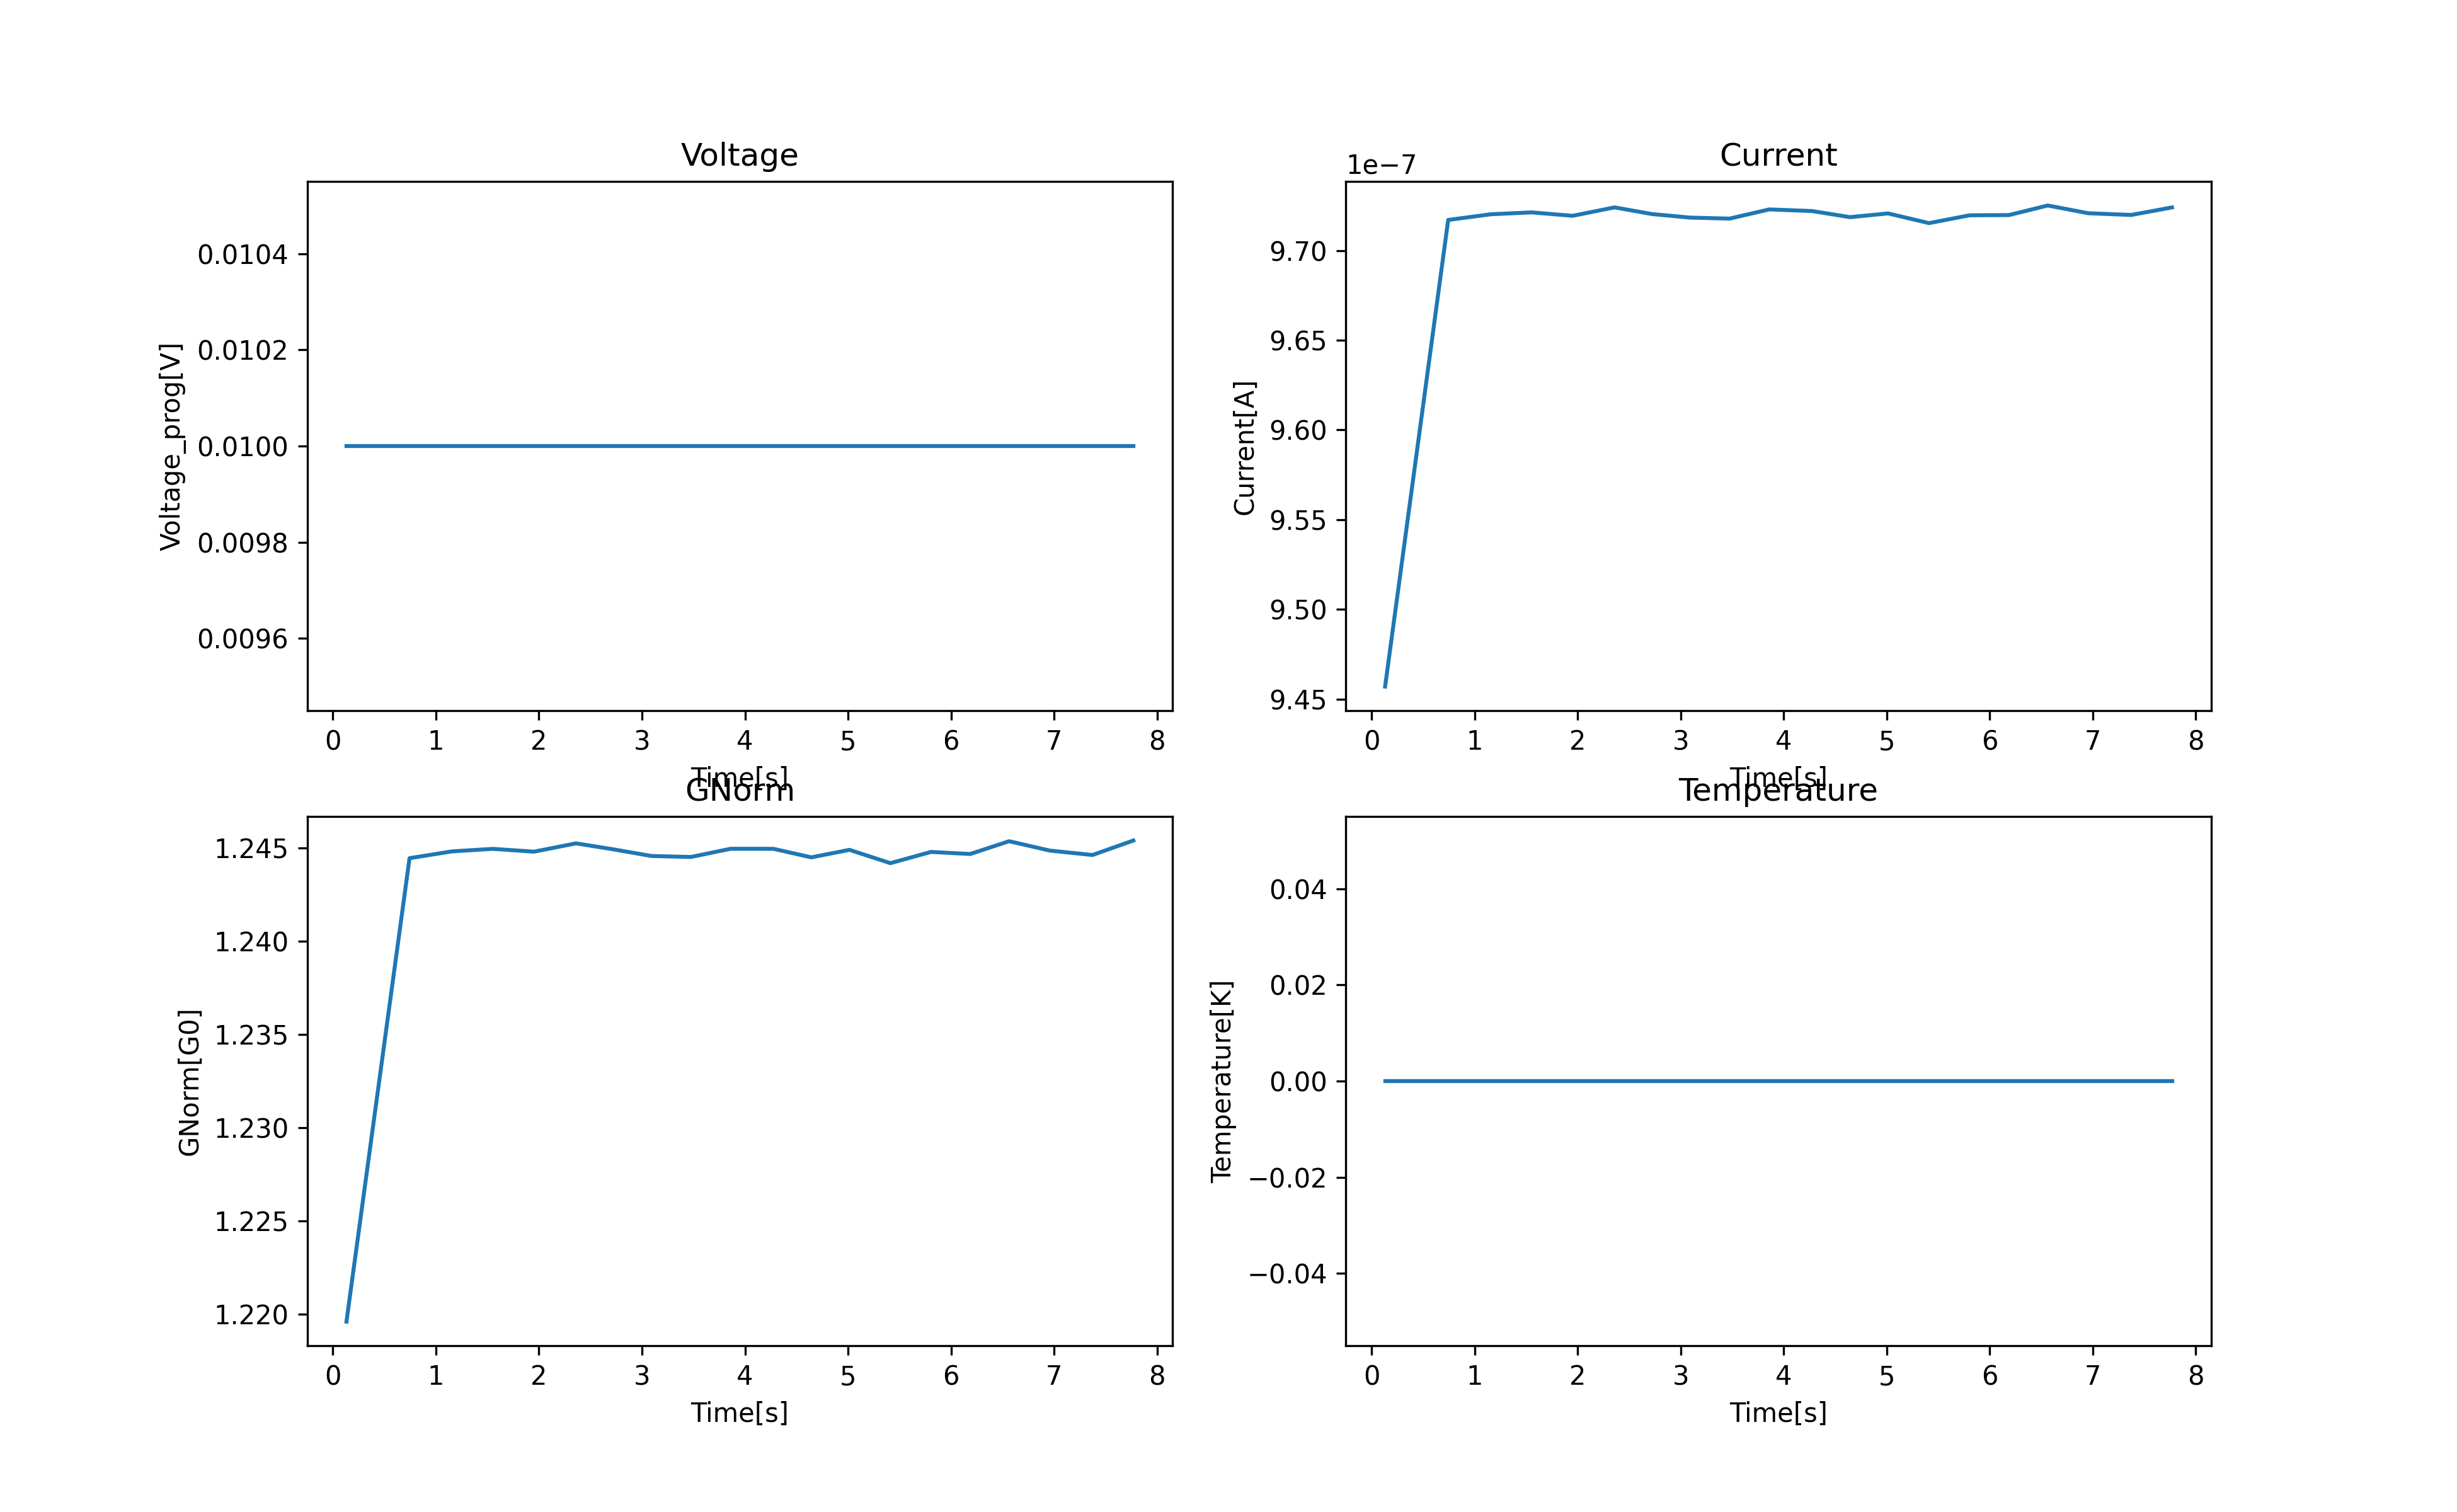 Voltage
Voltage_prog[V]
0.0104
0.0102
0.0100
0.0098
0.0096
0 1 2 3 4 5 6 7 8
Time[s]
Current
1e−7
Current[A]
9.70
9.65
9.60
9.55
9.50
9.45
0 1 2 3 4 5 6 7 8
Time[s]
GNorm
GNorm[G0]
1.245
1.240
1.235
1.230
1.225
1.220
0 1 2 3 4 5 6 7 8
Time[s]
Temperature
Temperature[K]
0.04
0.02
0.00
−0.02
−0.04
0 1 2 3 4 5 6 7 8
Time[s]